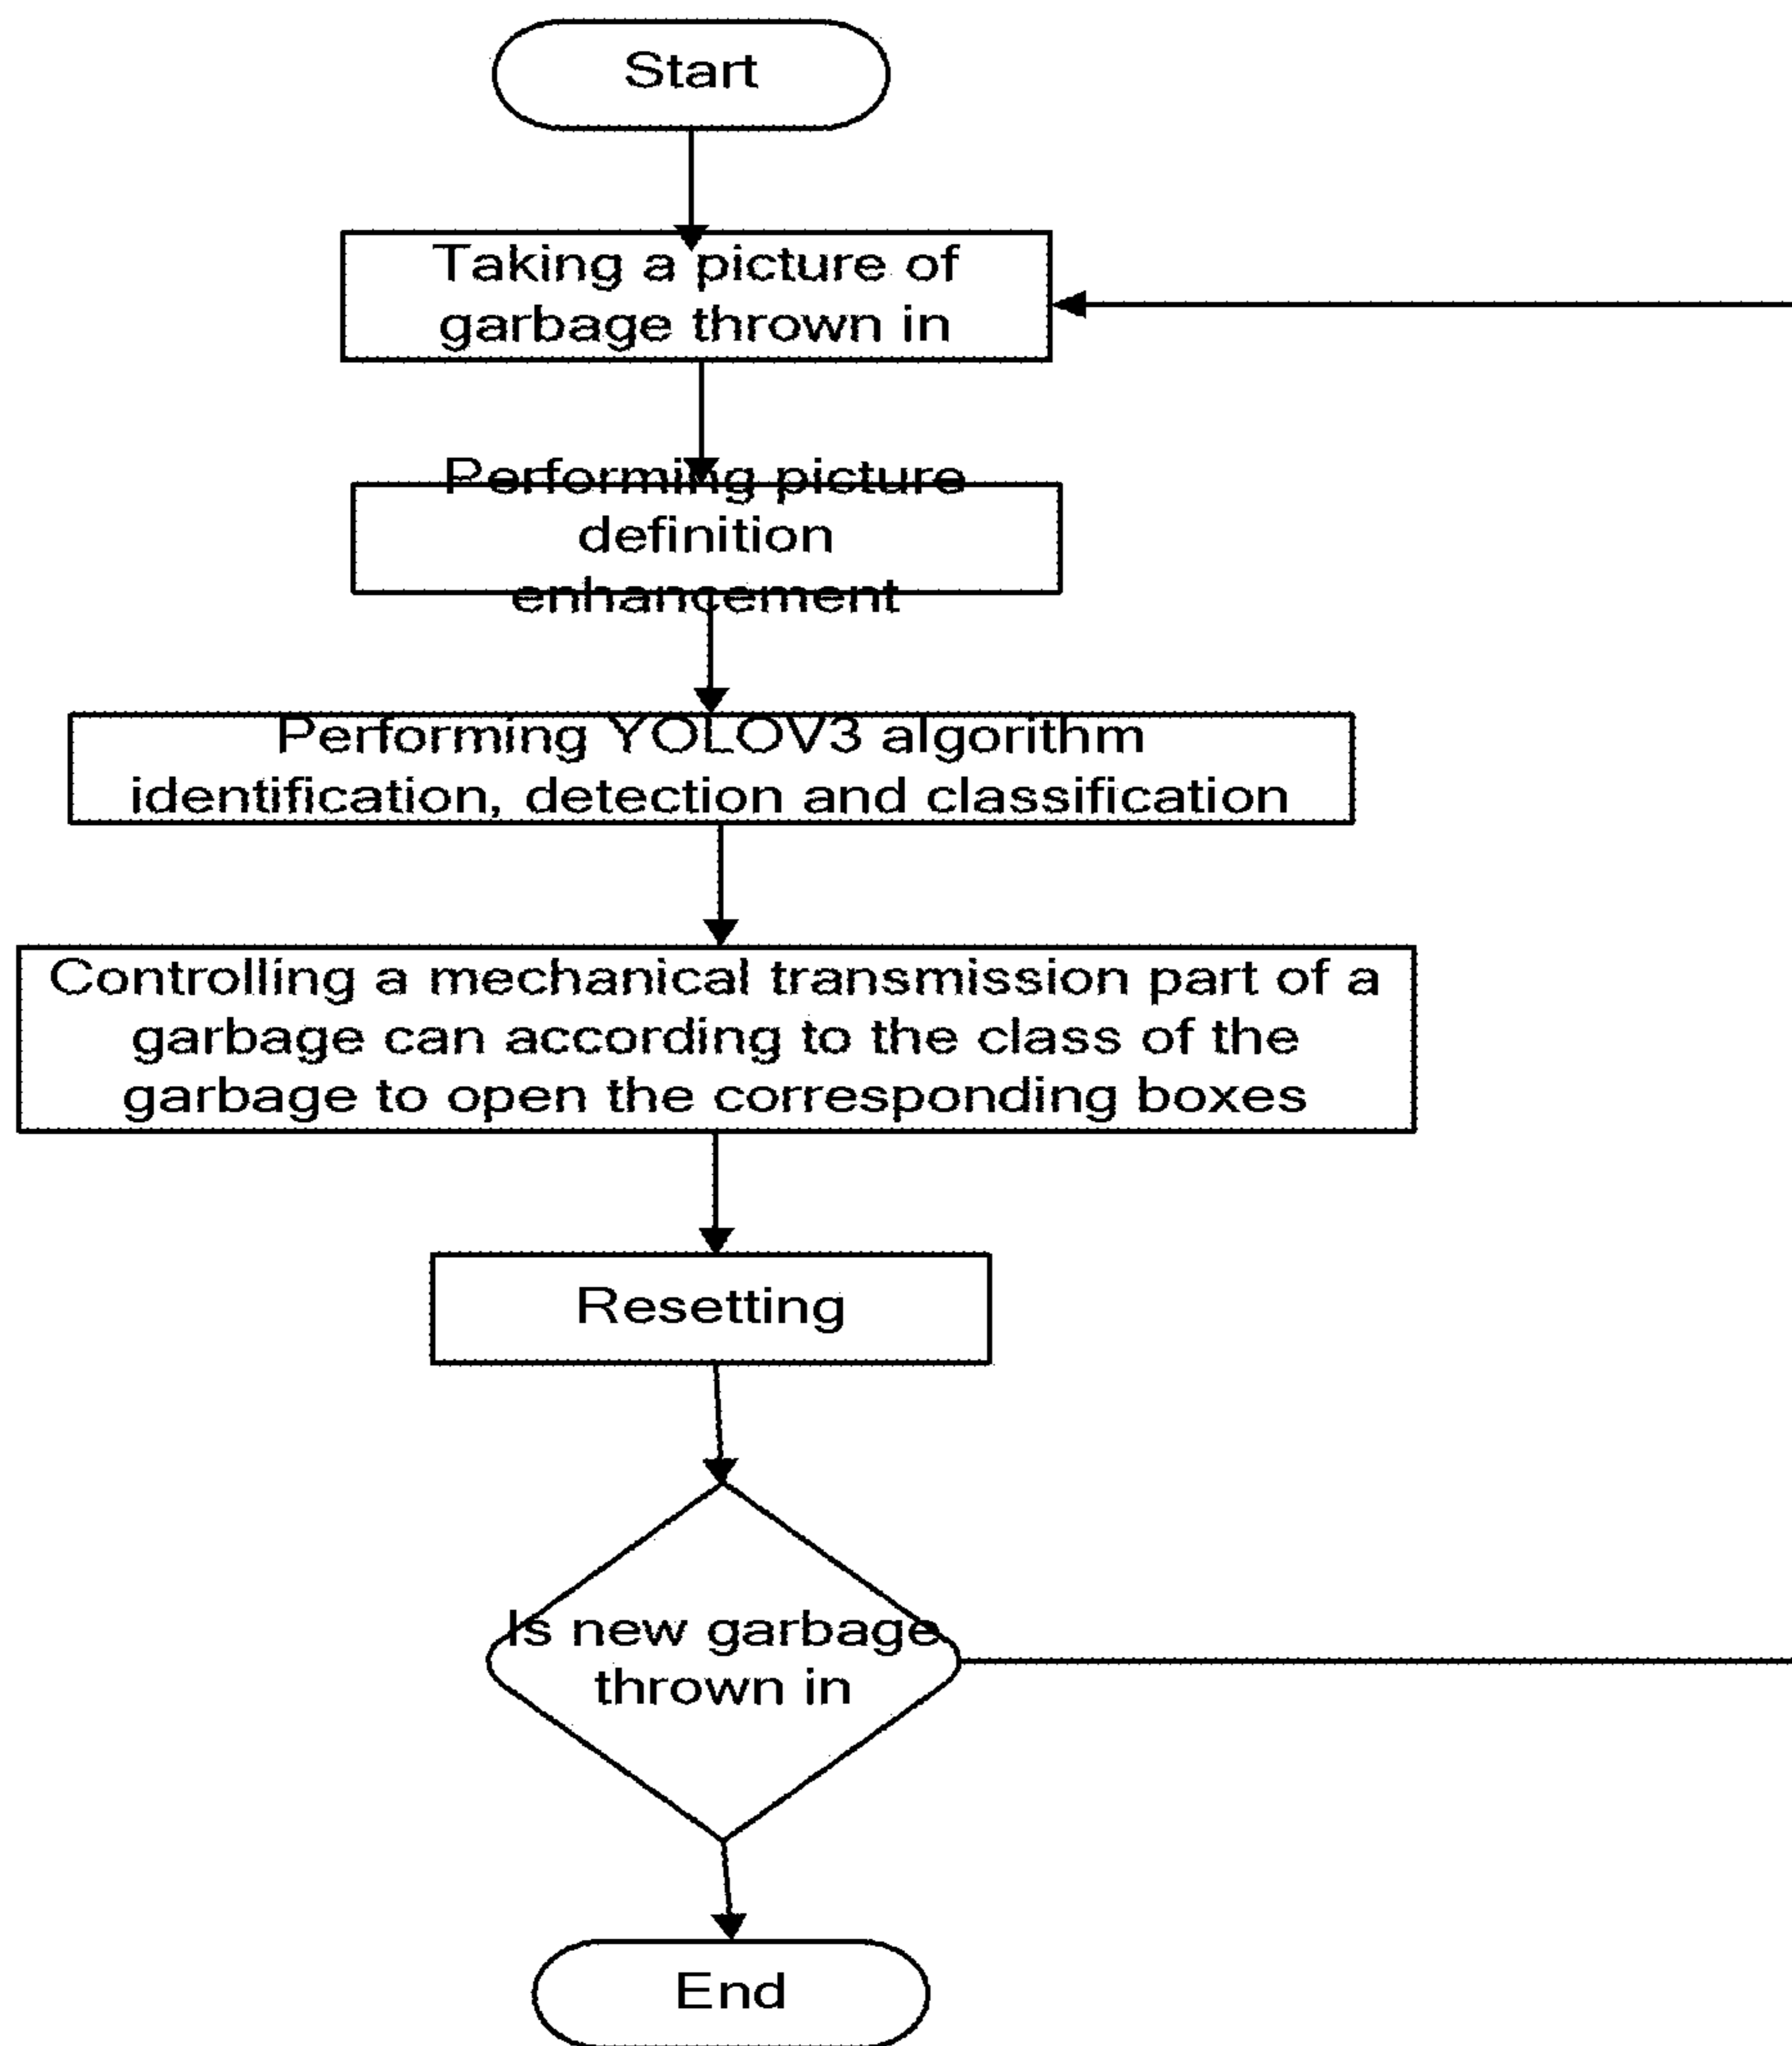 Start
Taking a picture of
garbage thrown in
Performing picture
definition
enhancement
Performing YOLOV3 algorithm
identification, detection and classification
Controlling a mechanical transmission part of a
garbage can according to the class of the
garbage to open the corresponding boxes
Resetting
Is new garbage
thrown in
End